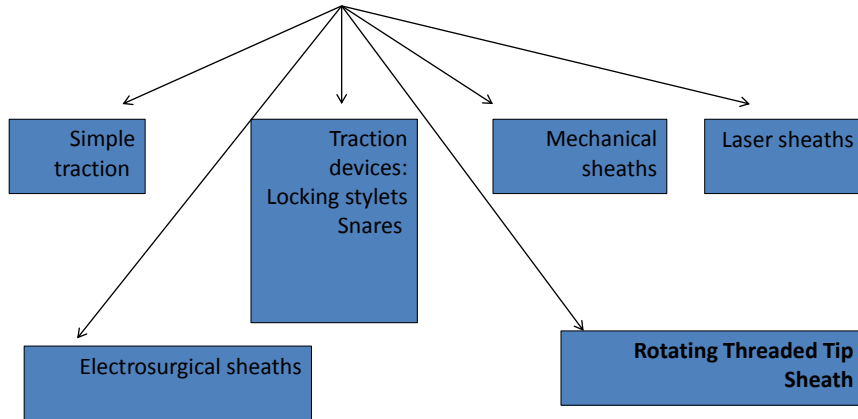 Simple
traction
Traction
devices:
Locking stylets
Snares
Mechanical
sheaths
Laser sheaths
Electrosurgical sheaths
Rotating Threaded Tip
Sheath